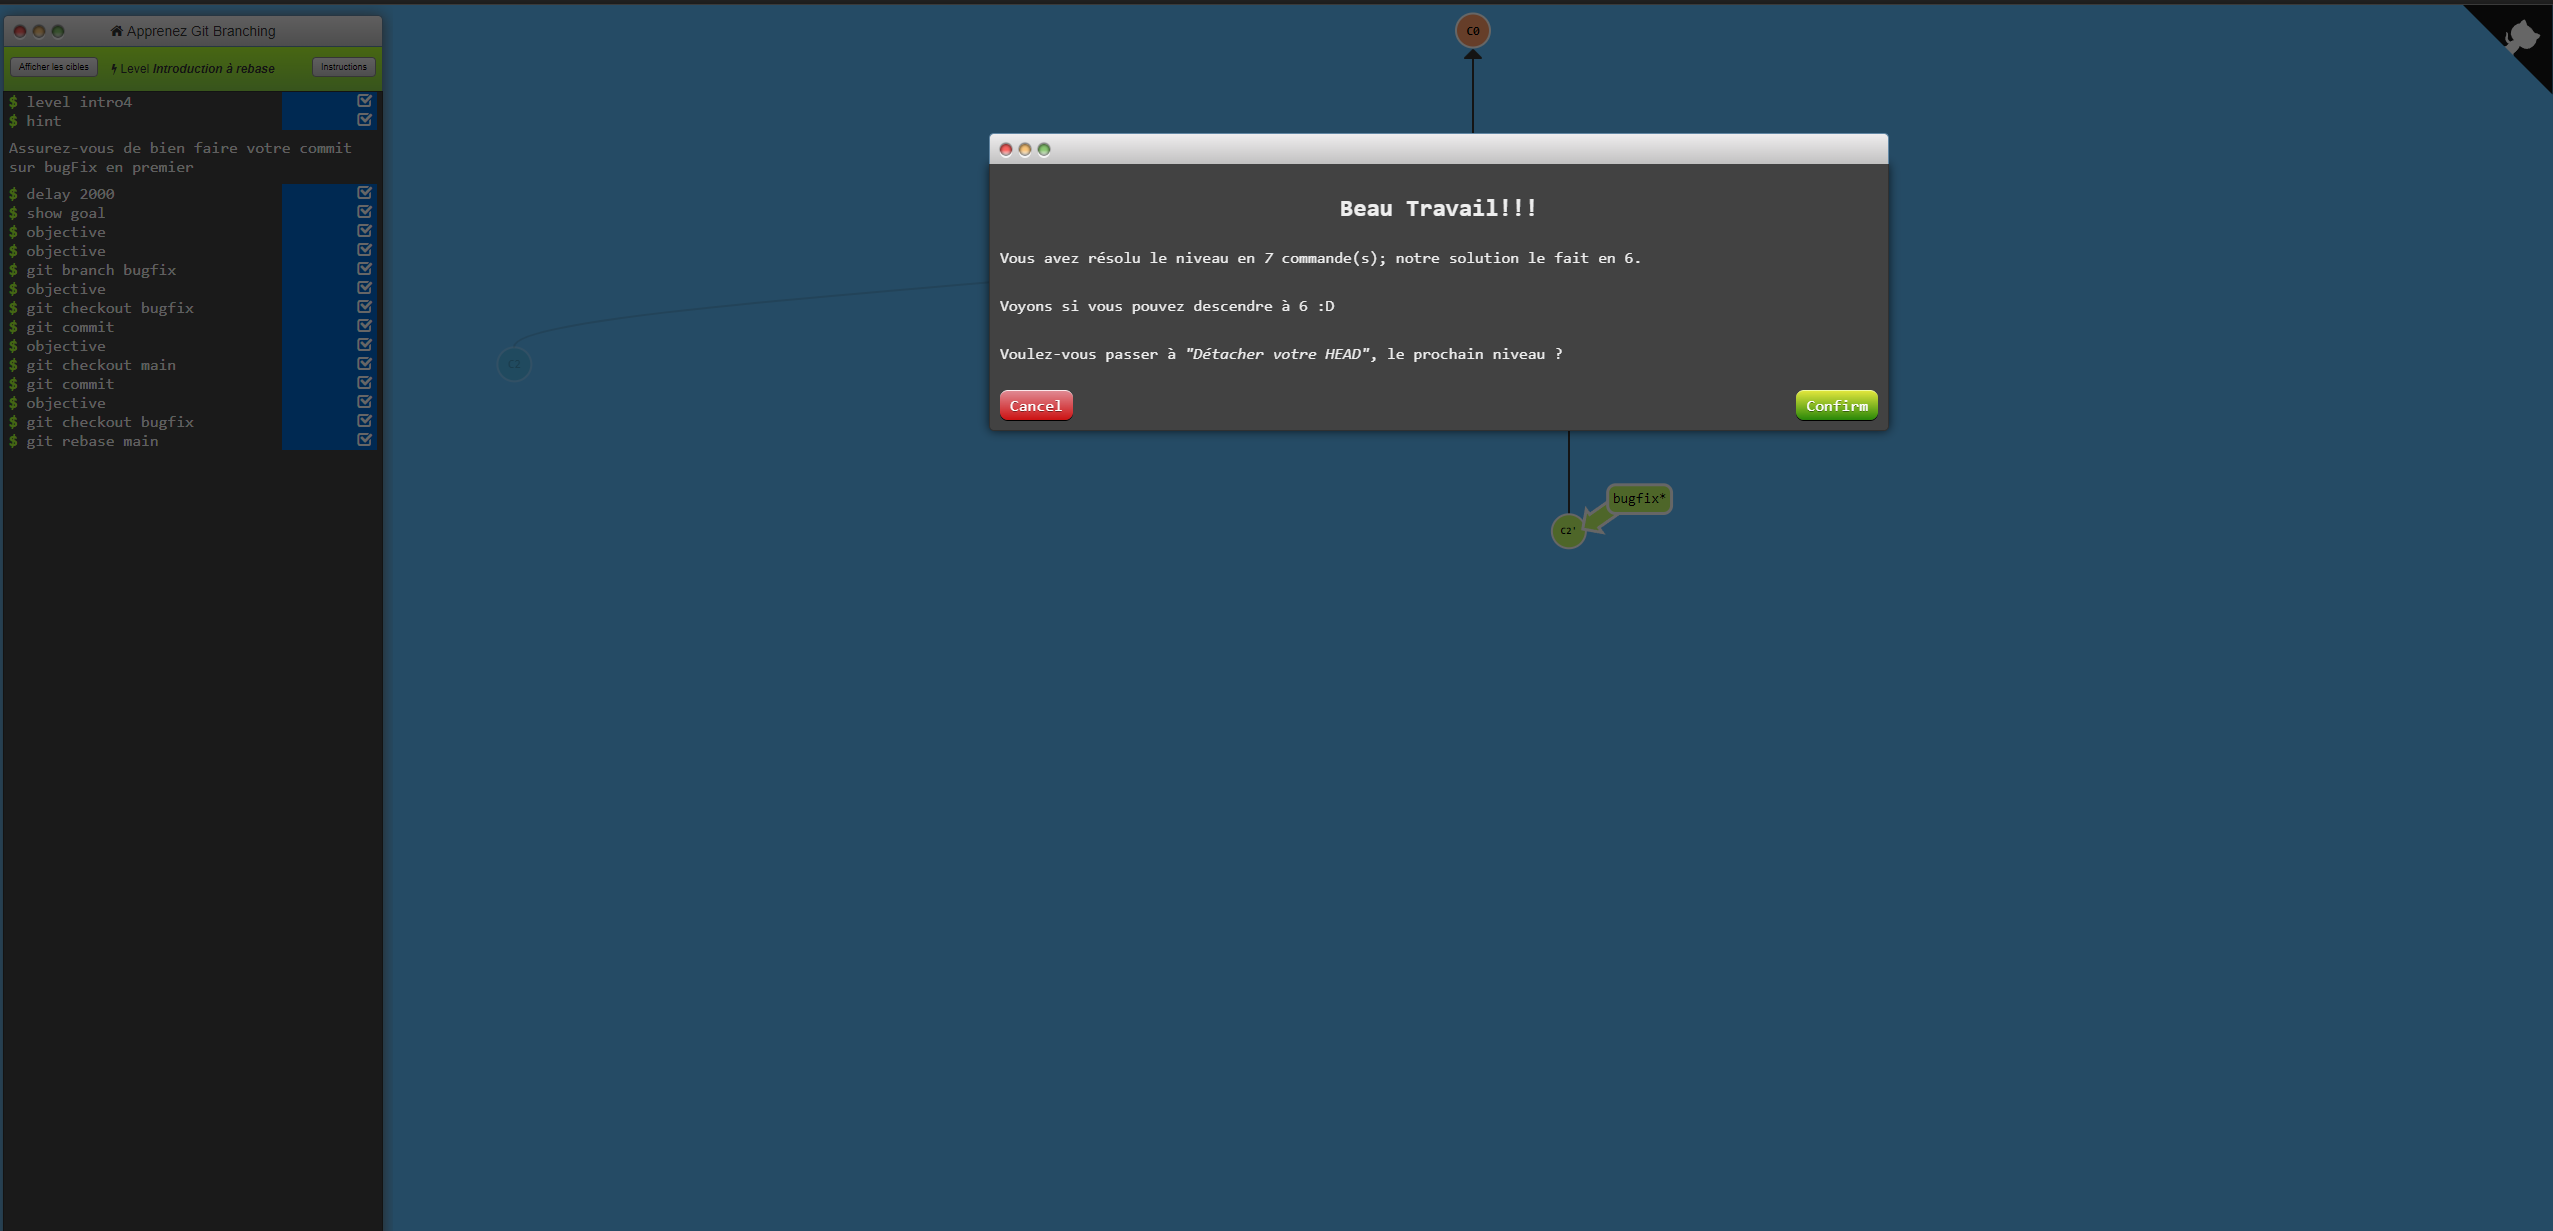 Apprenez Git Branching
Afficher les cibles
Level Introduction à rebase
Instructions
$ level intro4
$ hint
Assurez-vous de bien faire votre commit
sur bugFix en premier
$ delay 2000
$ show goal
$ objective
$ objective
$ git branch bugfix
$ objective
$ git checkout bugfix
$ git commit
$ objective
$ git checkout main
$ git commit
$ objective
$ git checkout bugfix
$ git rebase main
C0
C2
Beau Travail!!!
Vous avez résolu le niveau en 7 commande(s); notre solution le fait en 6.
Voyons si vous pouvez descendre à 6 :D
Voulez-vous passer à "Détacher votre HEAD", le prochain niveau ?
Cancel
Confirm
bugfix*
C2'